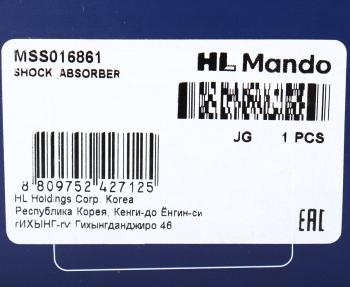 MSS016861
SHOCK ABSORBER
HL Mando
JG 1 PCS
8 809752 427125
HL Holdings Corp. Korea
Республика Корея, Кенги-до Ёнгин-си
гИХЫНГ-гу Гихынгданджиро 46
EAC